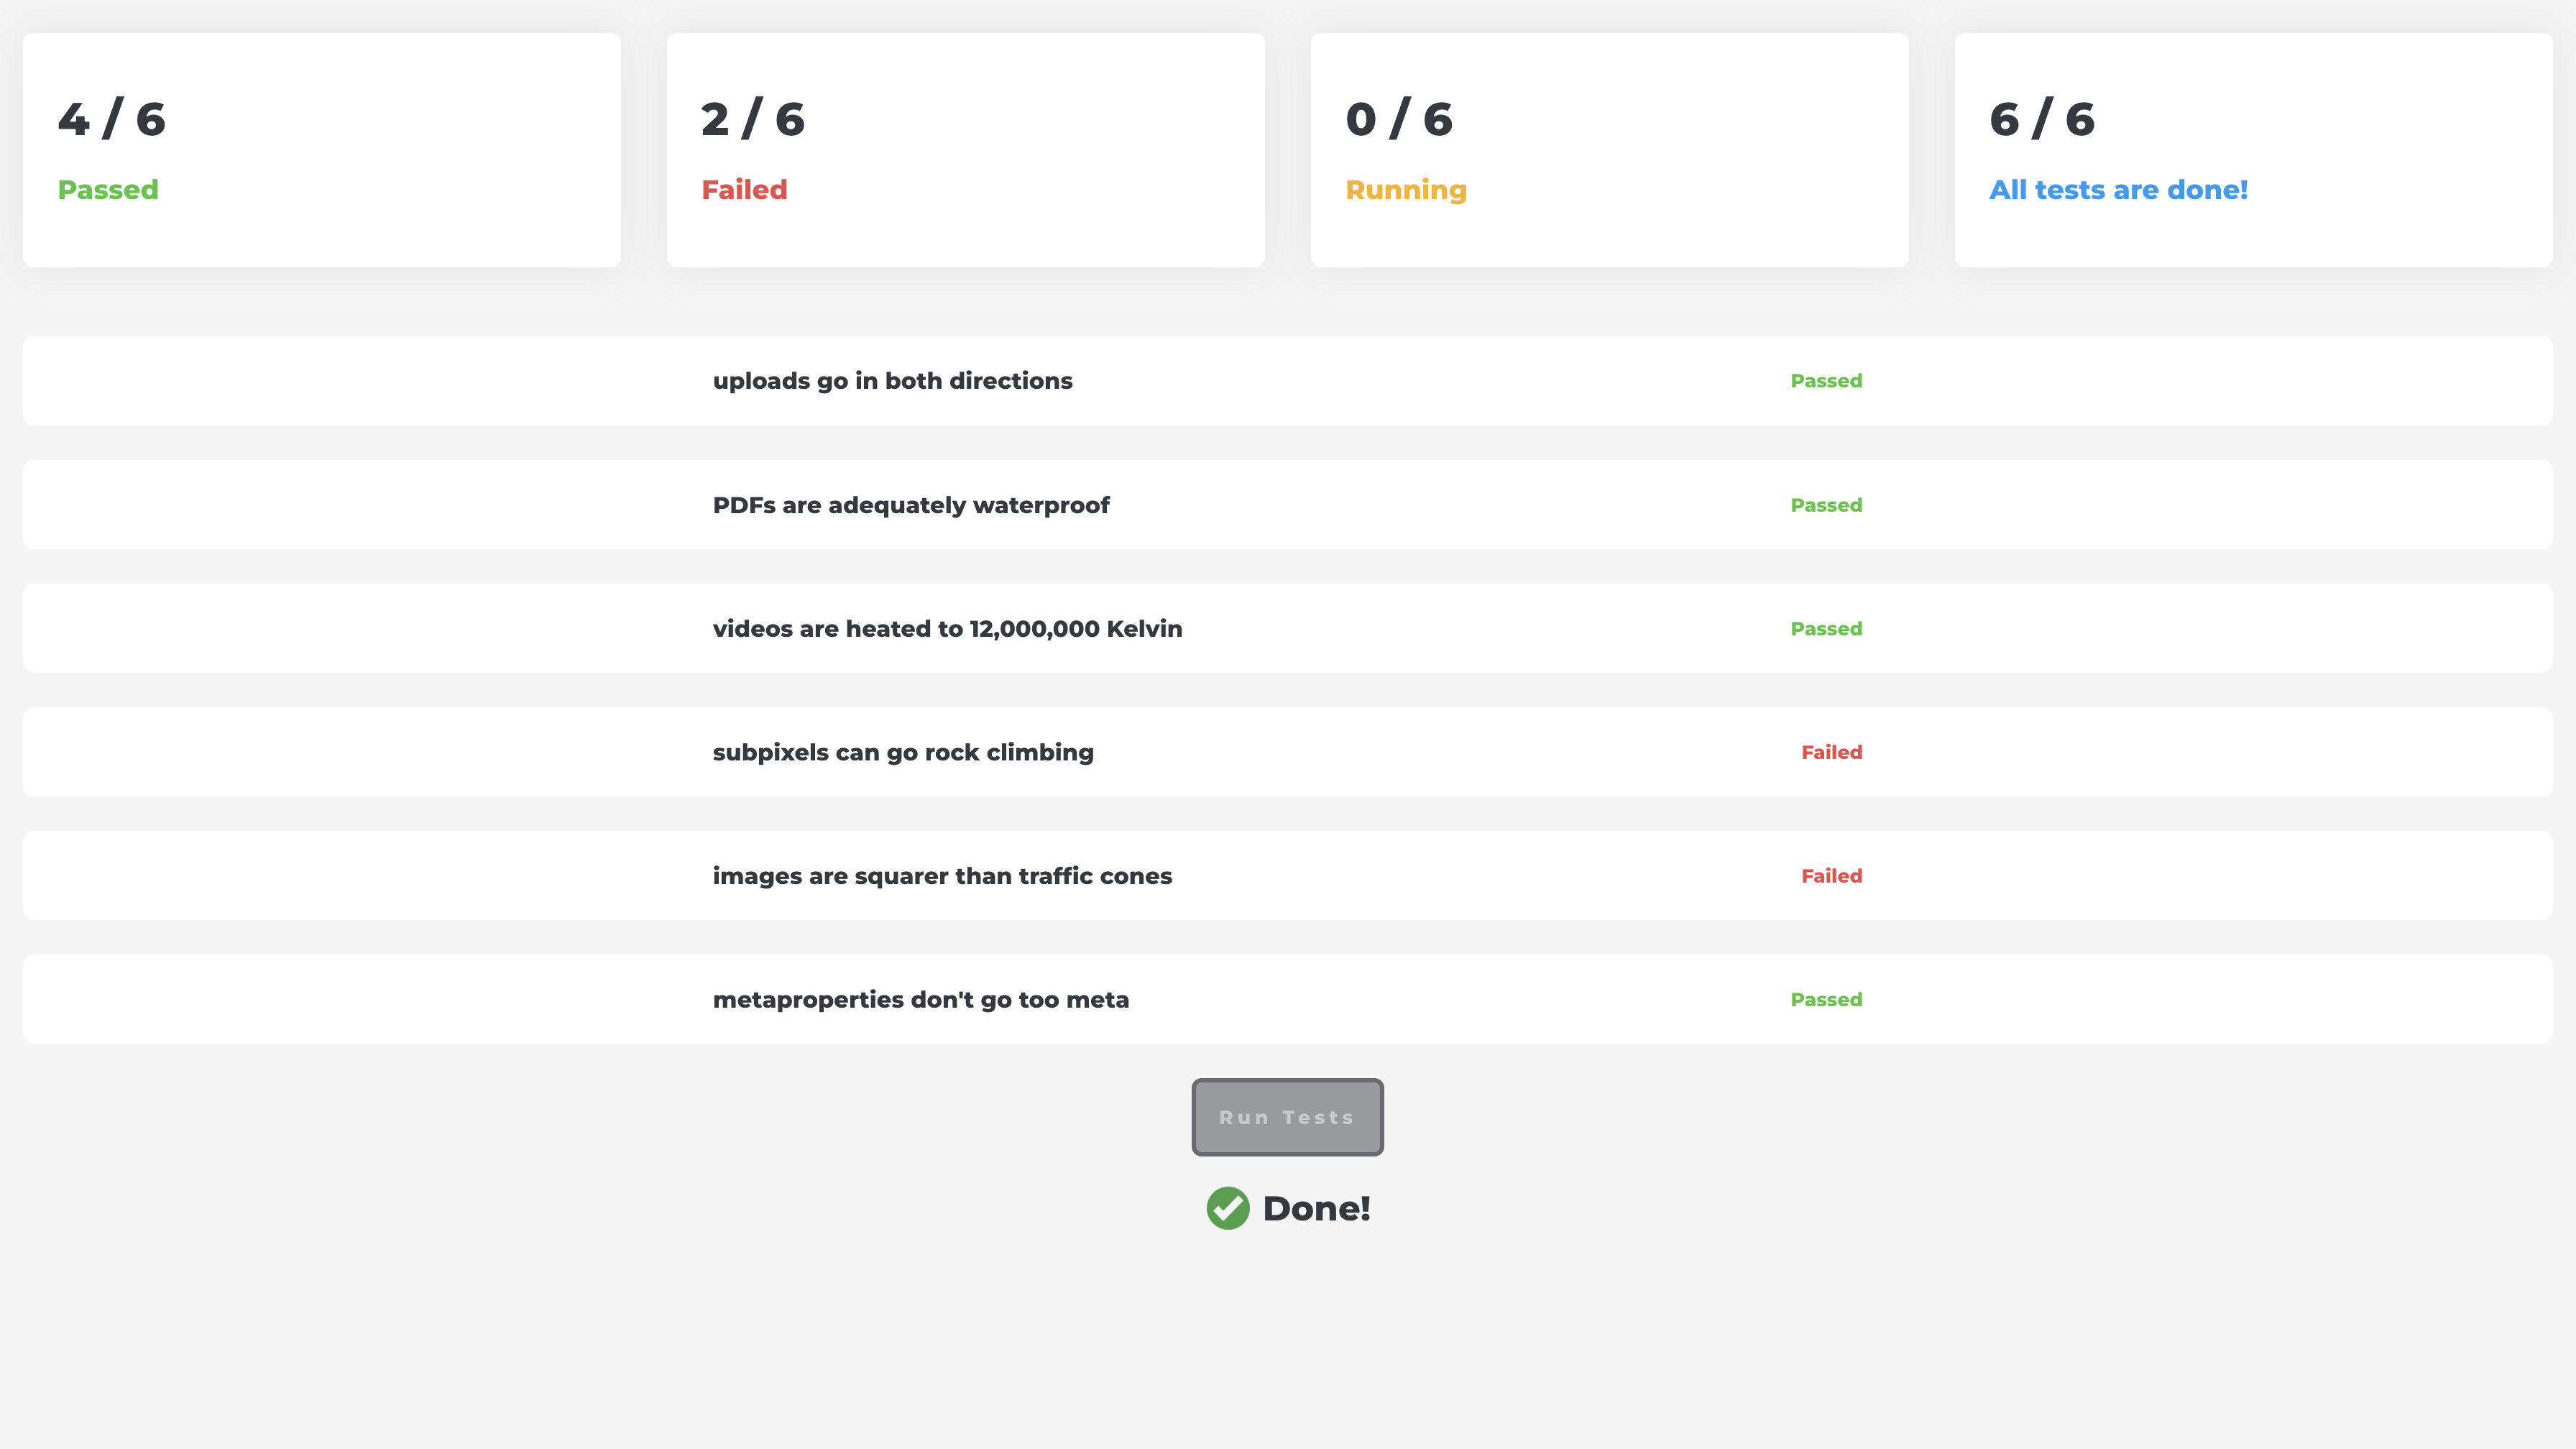 4 / 6
Passed
2 / 6
Failed
0 / 6
Running
6 / 6
All tests are done!
uploads go in both directions Passed
PDFs are adequately waterproof Passed
videos are heated to 12,000,000 Kelvin Passed
subpixels can go rock climbing Failed
images are squarer than traffic cones Failed
metaproperties don't go too meta Passed
Run Tests
Done!